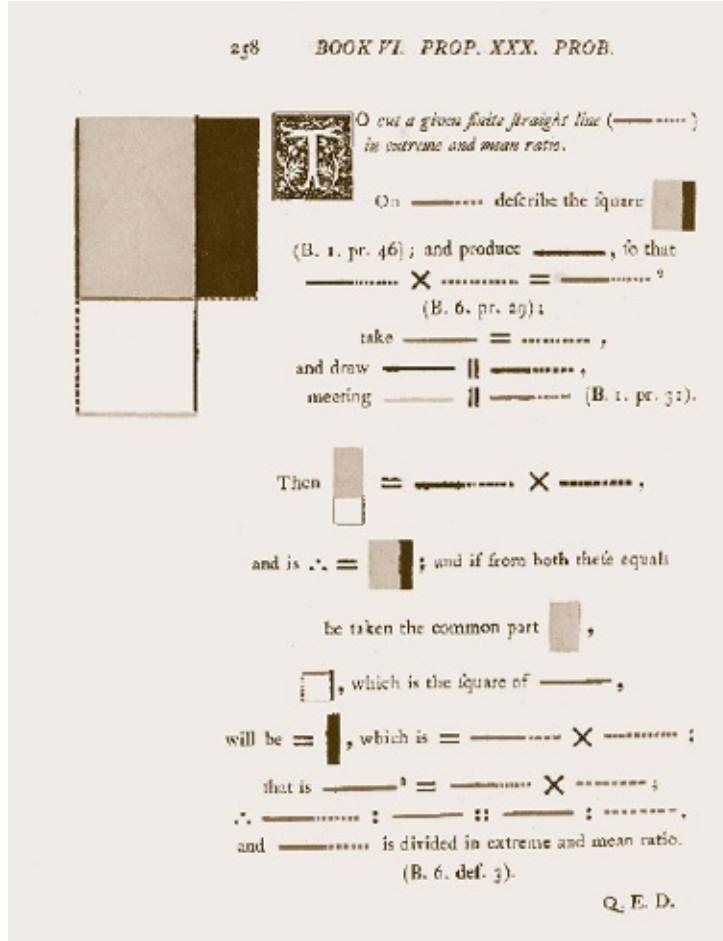 258 BOOK VI. PROP. XXX. PROB.
TO cut a given finite ſtraight line ( )
in extreme and mean ratio.
On deſcribe the ſquare
(B. 1. pr. 46) ; and produce , ſo that
× = ²
(B. 6. pr. 29) ;
take = ,
and draw || ,
meeting || (B. 1. pr. 31).
Then = × ,
and is ∴ = ; and if from both theſe equals
be taken the common part ,
, which is the ſquare of ,
will be = , which is = × ;
that is ² = × ;
∴ : :: : .
and is divided in extreme and mean ratio.
(B. 6. def. 3).
Q. E. D.